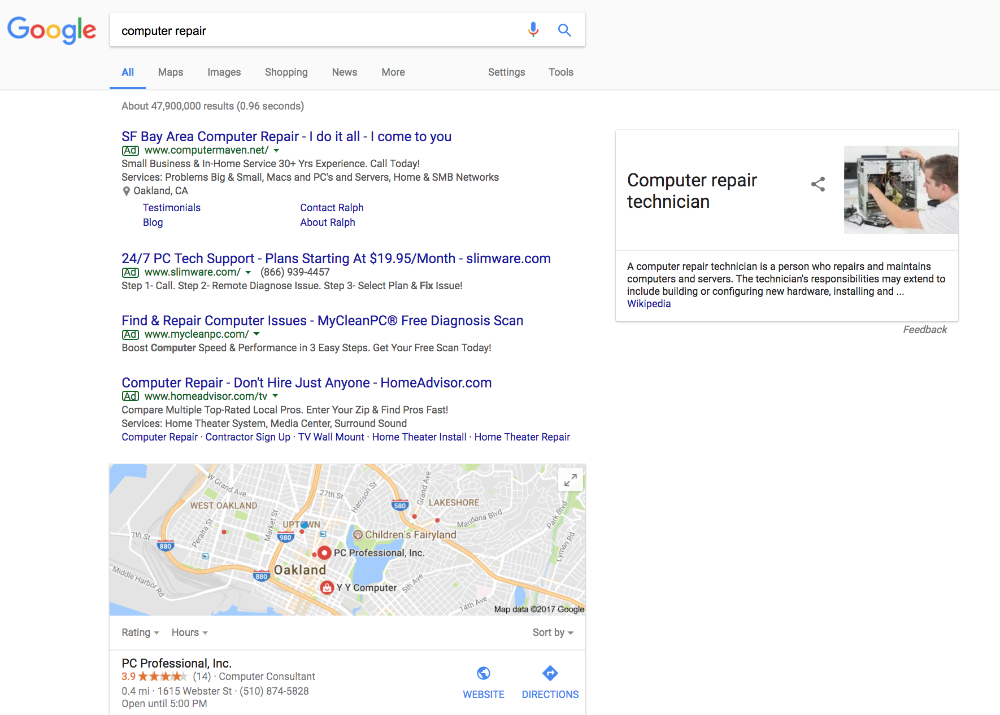 Google
computer repair
All Maps Images Shopping News More Settings Tools
About 47,900,000 results (0.96 seconds)
SF Bay Area Computer Repair - I do it all - I come to you
Ad www.computermaven.net/
Small Business & In-Home Service 30+ Yrs Experience. Call Today!
Services: Problems Big & Small, Macs and PC's and Servers, Home & SMB Networks
Oakland, CA
Testimonials Contact Ralph
Blog About Ralph
24/7 PC Tech Support - Plans Starting At $19.95/Month - slimware.com
Ad www.slimware.com/ (866) 939-4457
Step 1- Call. Step 2- Remote Diagnose Issue. Step 3- Select Plan & Fix Issue!
Find & Repair Computer Issues - MyCleanPC® Free Diagnosis Scan
Ad www.mycleanpc.com/
Boost Computer Speed & Performance in 3 Easy Steps. Get Your Free Scan Today!
Computer Repair - Don't Hire Just Anyone - HomeAdvisor.com
Ad www.homeadvisor.com/tv
Compare Multiple Top-Rated Local Pros. Enter Your Zip & Find Pros Fast!
Services: Home Theater System, Media Center, Surround Sound
Computer Repair · Contractor Sign Up · TV Wall Mount · Home Theater Install · Home Theater Repair
W Grand Ave
27th St
Harrison St
Grand Ave
580
WEST OAKLAND
LAKESHORE
Park Blvd
Mandana Blvd
Market St
UPTOWN
Peralta St
7th St
980
Children's Fairyland
Lyman Rd
880
PC Professional, Inc.
Oakland
880
Middle Harbor Rd
Y Y Computer
5th Ave
14th Ave
Map data ©2017 Google
Rating Hours Sort by
PC Professional, Inc.
3.9 (14) · Computer Consultant
0.4 mi · 1615 Webster St · (510) 874-5828
Open until 5:00 PM
WEBSITE DIRECTIONS
Computer repair
technician
A computer repair technician is a person who repairs and maintains
computers and servers. The technician's responsibilities may extend to
include building or configuring new hardware, installing and ...
Wikipedia
Feedback